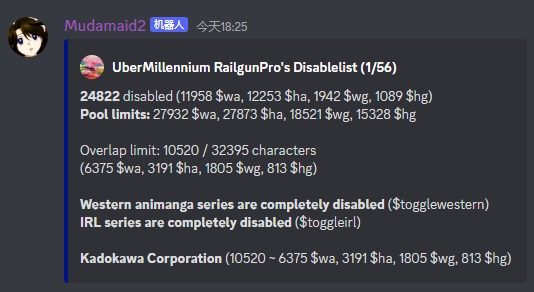 Mudamaid2 机器人 今天18:25
UberMillennium RailgunPro's Disablelist (1/56)
24822 disabled (11958 $wa, 12253 $ha, 1942 $wg, 1089 $hg)
Pool limits: 27932 $wa, 27873 $ha, 18521 $wg, 15328 $hg
Overlap limit: 10520 / 32395 characters
(6375 $wa, 3191 $ha, 1805 $wg, 813 $hg)
Western animanga series are completely disabled ($togglewestern)
IRL series are completely disabled ($toggleirl)
Kadokawa Corporation (10520 ~ 6375 $wa, 3191 $ha, 1805 $wg, 813 $hg)